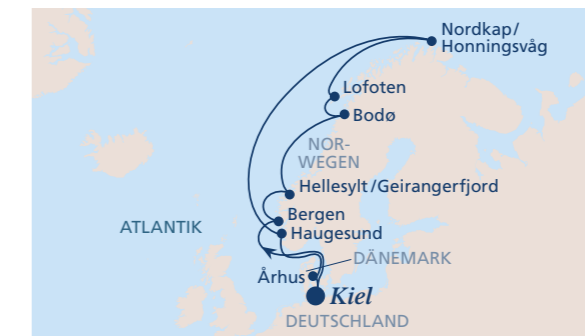 Nordkap/
Honningsvåg
Lofoten
Bodø
NOR-
WEGEN
Hellesylt/Geirangerfjord
Bergen
ATLANTIK
Haugesund
DÄNEMARK
Århus
Kiel
DEUTSCHLAND